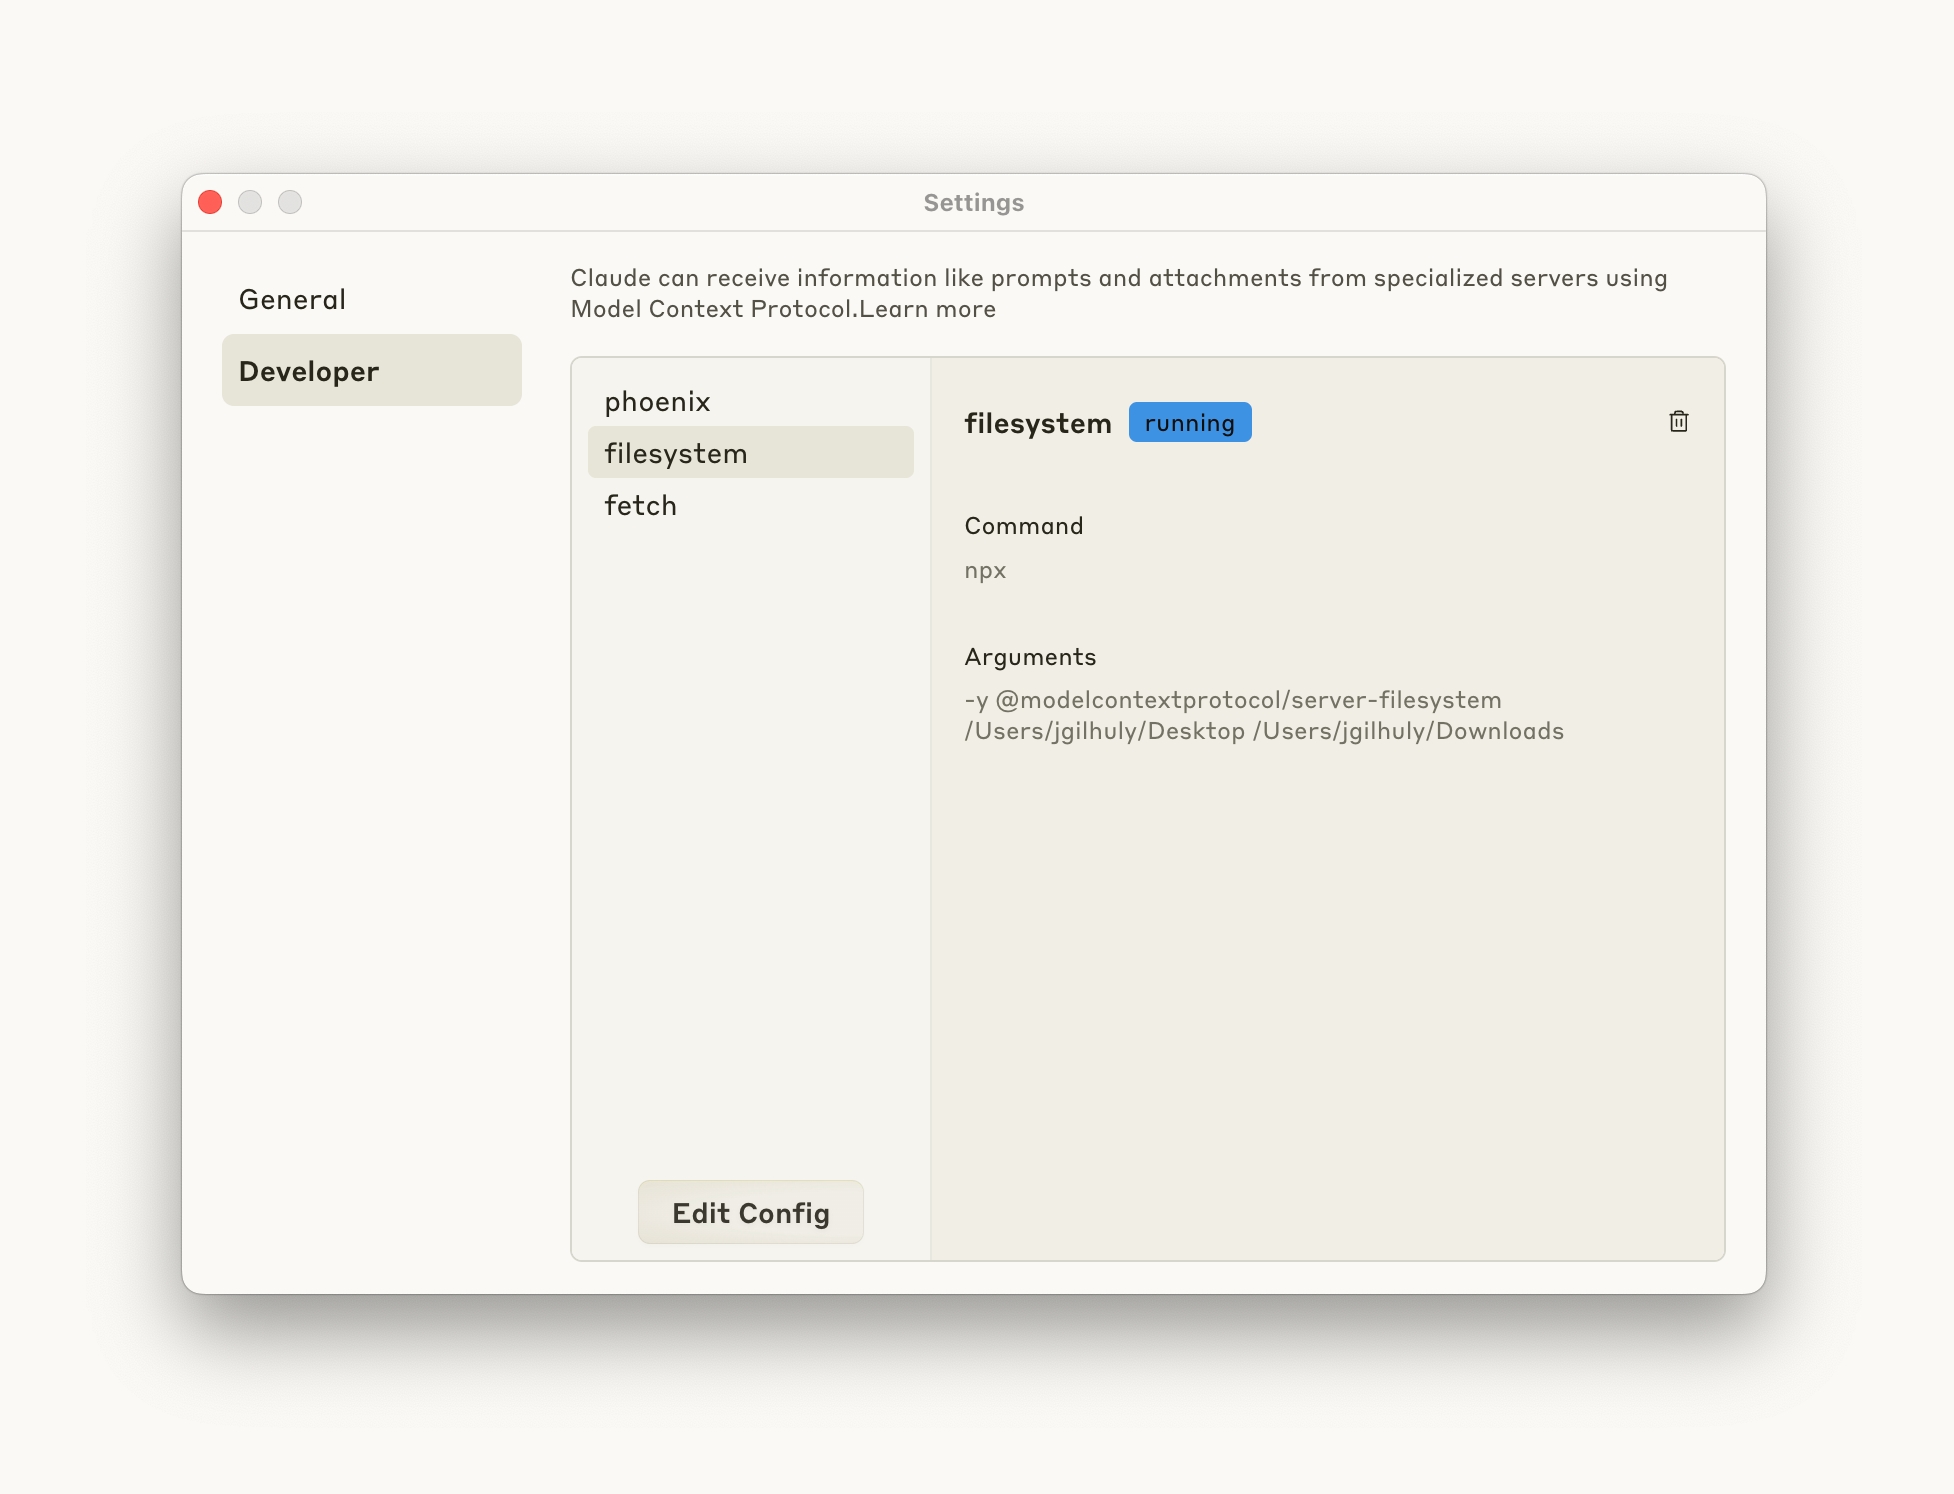 Settings
General
Developer
Claude can receive information like prompts and attachments from specialized servers using
Model Context Protocol.Learn more
phoenix
filesystem
fetch
Edit Config
filesystem running
Command
npx
Arguments
-y @modelcontextprotocol/server-filesystem
/Users/jgilhuly/Desktop /Users/jgilhuly/Downloads